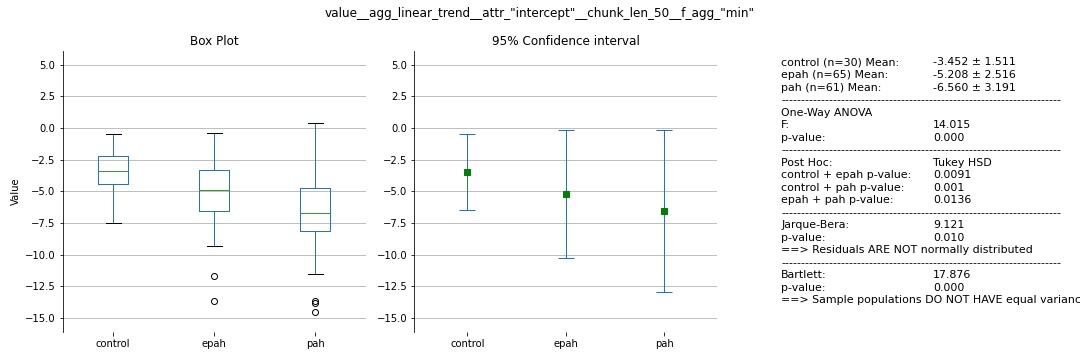 value__agg_linear_trend__attr_"intercept"__chunk_len_50__f_agg_"min"
Box Plot
Value
5.0
2.5
0.0
−2.5
−5.0
−7.5
−10.0
−12.5
−15.0
control epah pah
95% Confidence interval
5.0
2.5
0.0
−2.5
−5.0
−7.5
−10.0
−12.5
−15.0
control epah pah
control (n=30) Mean: -3.452 ± 1.511
epah (n=65) Mean: -5.208 ± 2.516
pah (n=61) Mean: -6.560 ± 3.191
One-Way ANOVA
F: 14.015
p-value: 0.000
Post Hoc: Tukey HSD
control + epah p-value: 0.0091
control + pah p-value: 0.001
epah + pah p-value: 0.0136
Jarque-Bera: 9.121
p-value: 0.010
==> Residuals ARE NOT normally distributed
Bartlett: 17.876
p-value: 0.000
==> Sample populations DO NOT HAVE equal varianc